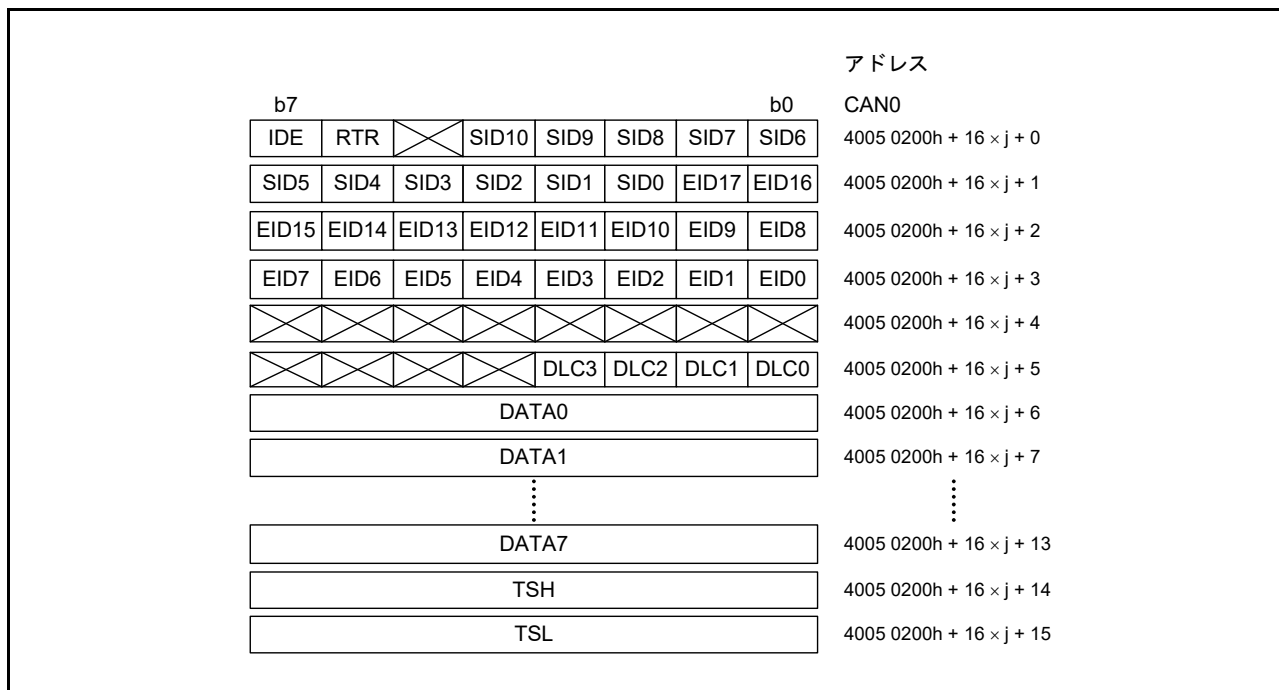 アドレス
b7 b0 CAN0
IDE RTR SID10 SID9 SID8 SID7 SID6 4005 0200h + 16 × j + 0
SID5 SID4 SID3 SID2 SID1 SID0 EID17 EID16 4005 0200h + 16 × j + 1
EID15 EID14 EID13 EID12 EID11 EID10 EID9 EID8 4005 0200h + 16 × j + 2
EID7 EID6 EID5 EID4 EID3 EID2 EID1 EID0 4005 0200h + 16 × j + 3
4005 0200h + 16 × j + 4
DLC3 DLC2 DLC1 DLC0 4005 0200h + 16 × j + 5
DATA0 4005 0200h + 16 × j + 6
DATA1 4005 0200h + 16 × j + 7
DATA7 4005 0200h + 16 × j + 13
TSH 4005 0200h + 16 × j + 14
TSL 4005 0200h + 16 × j + 15